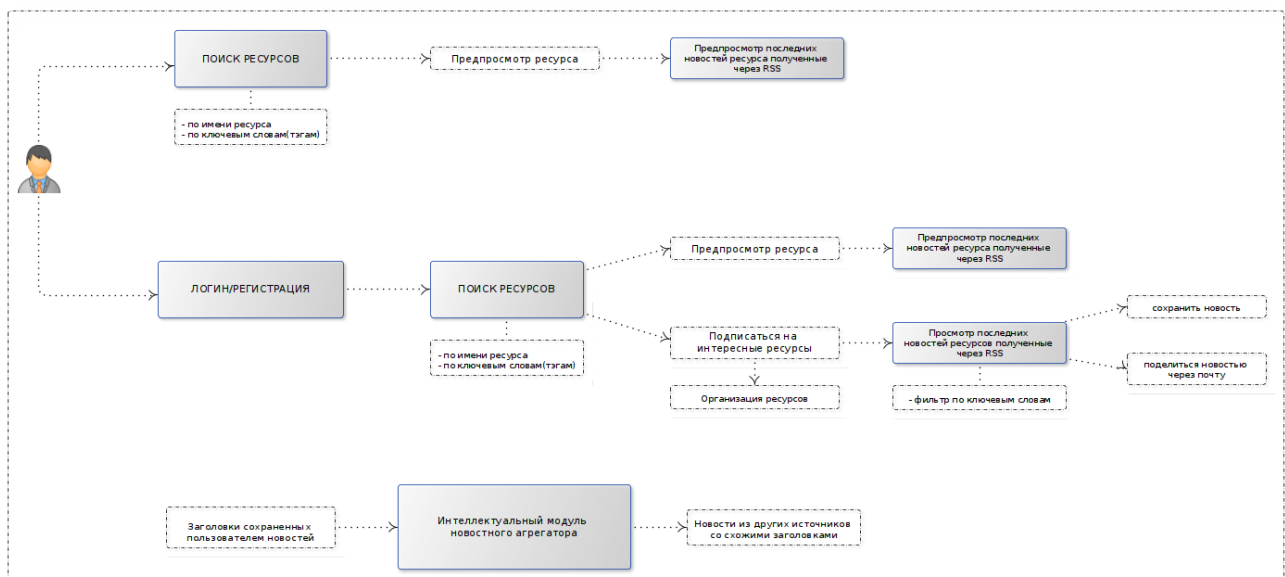 ПОИСК РЕСУРСОВ
Предпросмотр ресурса
Предпросмотр последних
новостей ресурса полученные
через RSS
- по имени ресурса
- по ключевым словам(тэгам)
ЛОГИН/РЕГИСТРАЦИЯ
ПОИСК РЕСУРСОВ
- по имени ресурса
- по ключевым словам(тэгам)
Предпросмотр ресурса
Предпросмотр последних
новостей ресурса полученные
через RSS
Подписаться на
интересные ресурсы
Организация ресурсов
Просмотр последних
новостей ресурсов полученные
через RSS
- фильтр по ключевым словам
сохранить новость
поделиться новостью
через почту
Заголовки сохраненных
пользователем новостей
Интеллектуальный модуль
новостного агрегатора
Новости из других источников
со схожими заголовками